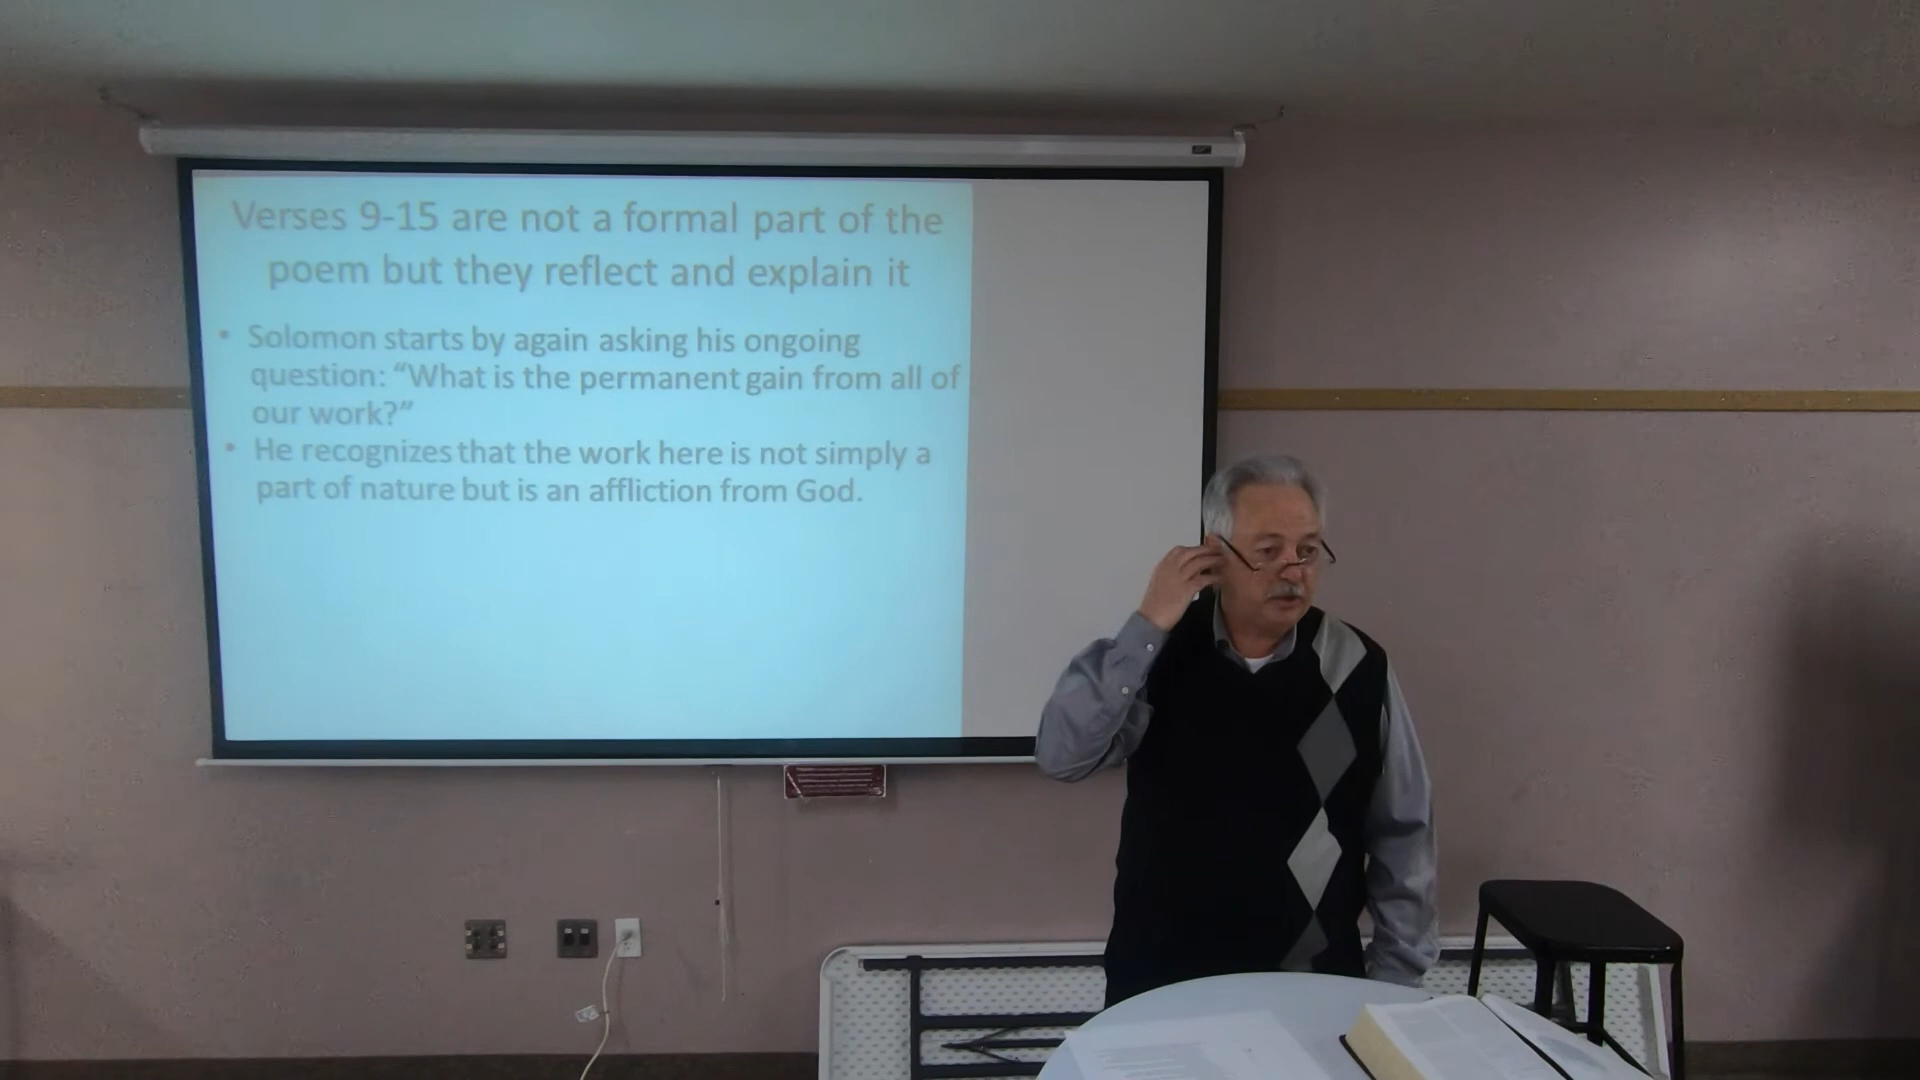 Verses 9-15 are not a formal part of the
poem but they reflect and explain it
• Solomon starts by again asking his ongoing
question: “What is the permanent gain from all of
our work?”
• He recognizes that the work here is not simply a
part of nature but is an affliction from God.